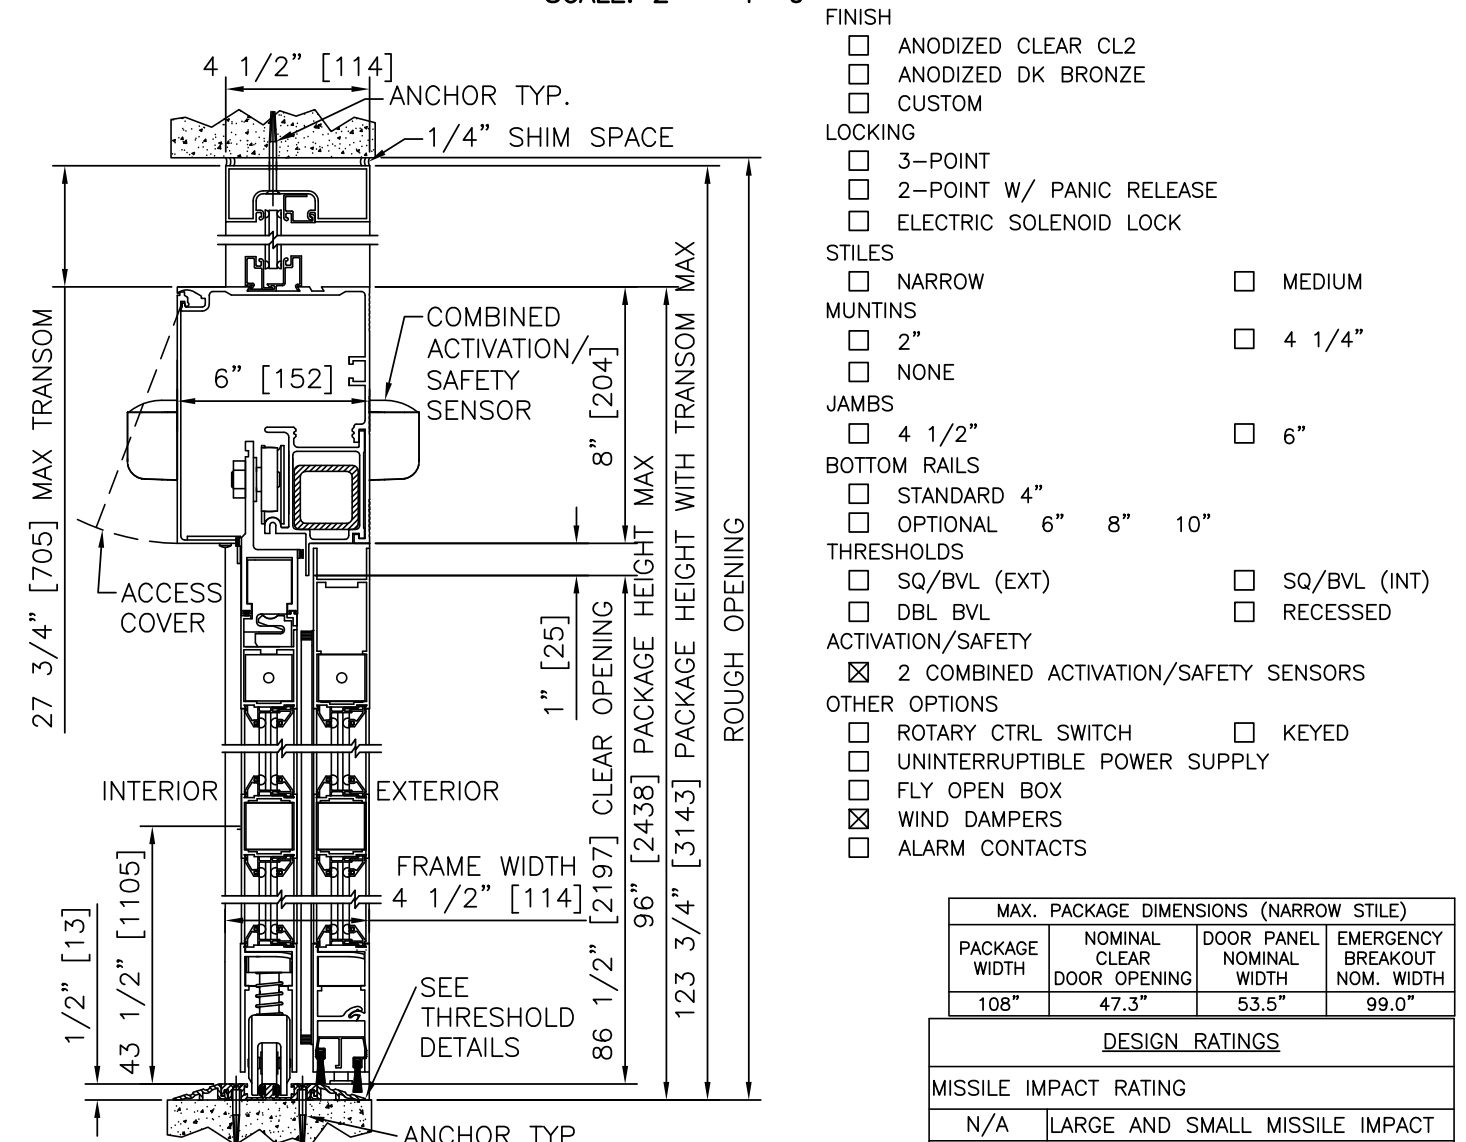 4 1/2" [114]
ANCHOR TYP.
1/4" SHIM SPACE
COMBINED
ACTIVATION/
SAFETY
SENSOR
6" [152]
8" [204]
27 3/4" [705] MAX TRANSOM
ACCESS
COVER
1" [25]
86 1/2" [2197] CLEAR OPENING
96" [2438] PACKAGE HEIGHT MAX
123 3/4" [3143] PACKAGE HEIGHT WITH TRANSOM MAX
ROUGH OPENING
INTERIOR
EXTERIOR
FRAME WIDTH
4 1/2" [114]
1/2" [13]
43 1/2" [1105]
SEE
THRESHOLD
DETAILS
ANCHOR TYP
FINISH
ANODIZED CLEAR CL2
ANODIZED DK BRONZE
CUSTOM
LOCKING
3-POINT
2-POINT W/ PANIC RELEASE
ELECTRIC SOLENOID LOCK
STILES
NARROW MEDIUM
MUNTINS
2" 4 1/4"
NONE
JAMBS
4 1/2" 6"
BOTTOM RAILS
STANDARD 4"
OPTIONAL 6" 8" 10"
THRESHOLDS
SQ/BVL (EXT) SQ/BVL (INT)
DBL BVL RECESSED
ACTIVATION/SAFETY
2 COMBINED ACTIVATION/SAFETY SENSORS
OTHER OPTIONS
ROTARY CTRL SWITCH KEYED
UNINTERRUPTIBLE POWER SUPPLY
FLY OPEN BOX
WIND DAMPERS
ALARM CONTACTS
MAX. PACKAGE DIMENSIONS (NARROW STILE)
PACKAGE
WIDTH
NOMINAL
CLEAR
DOOR OPENING
DOOR PANEL
NOMINAL
WIDTH
EMERGENCY
BREAKOUT
NOM. WIDTH
108" 47.3" 53.5" 99.0"
DESIGN RATINGS
MISSILE IMPACT RATING
N/A LARGE AND SMALL MISSILE IMPACT